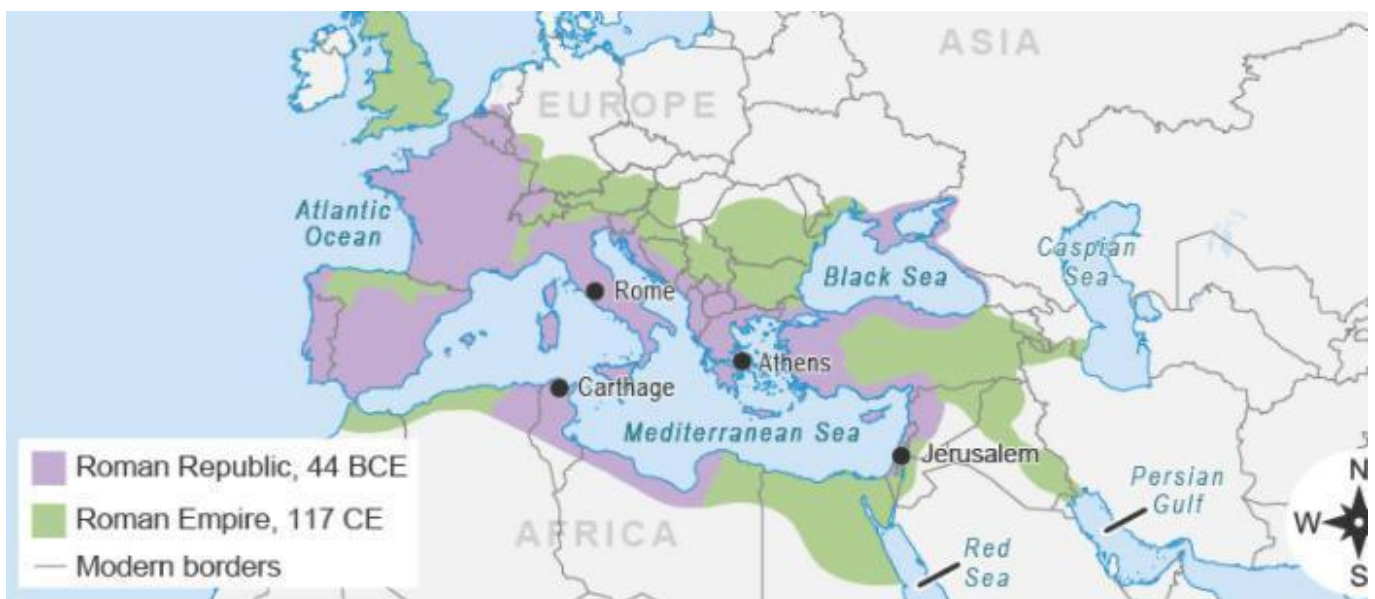 ASIA
EUROPE
Atlantic
Ocean
Caspian
Sea
Black Sea
Rome
Athens
Carthage
Mediterranean Sea
Jerusalem
Roman Republic, 44 BCE
Roman Empire, 117 CE
Modern borders
AFRICA
Persian
Gulf
Red
Sea
N
W
S